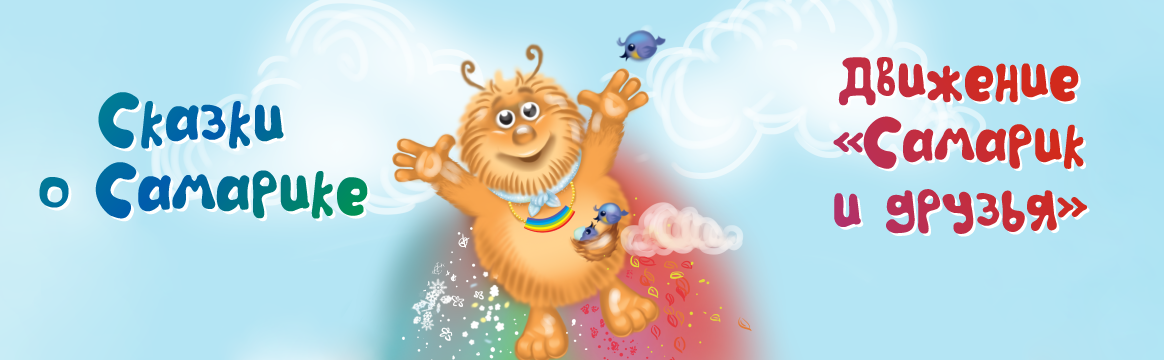 Сказки
о Самарике
Движение
«Самарик
и друзья»